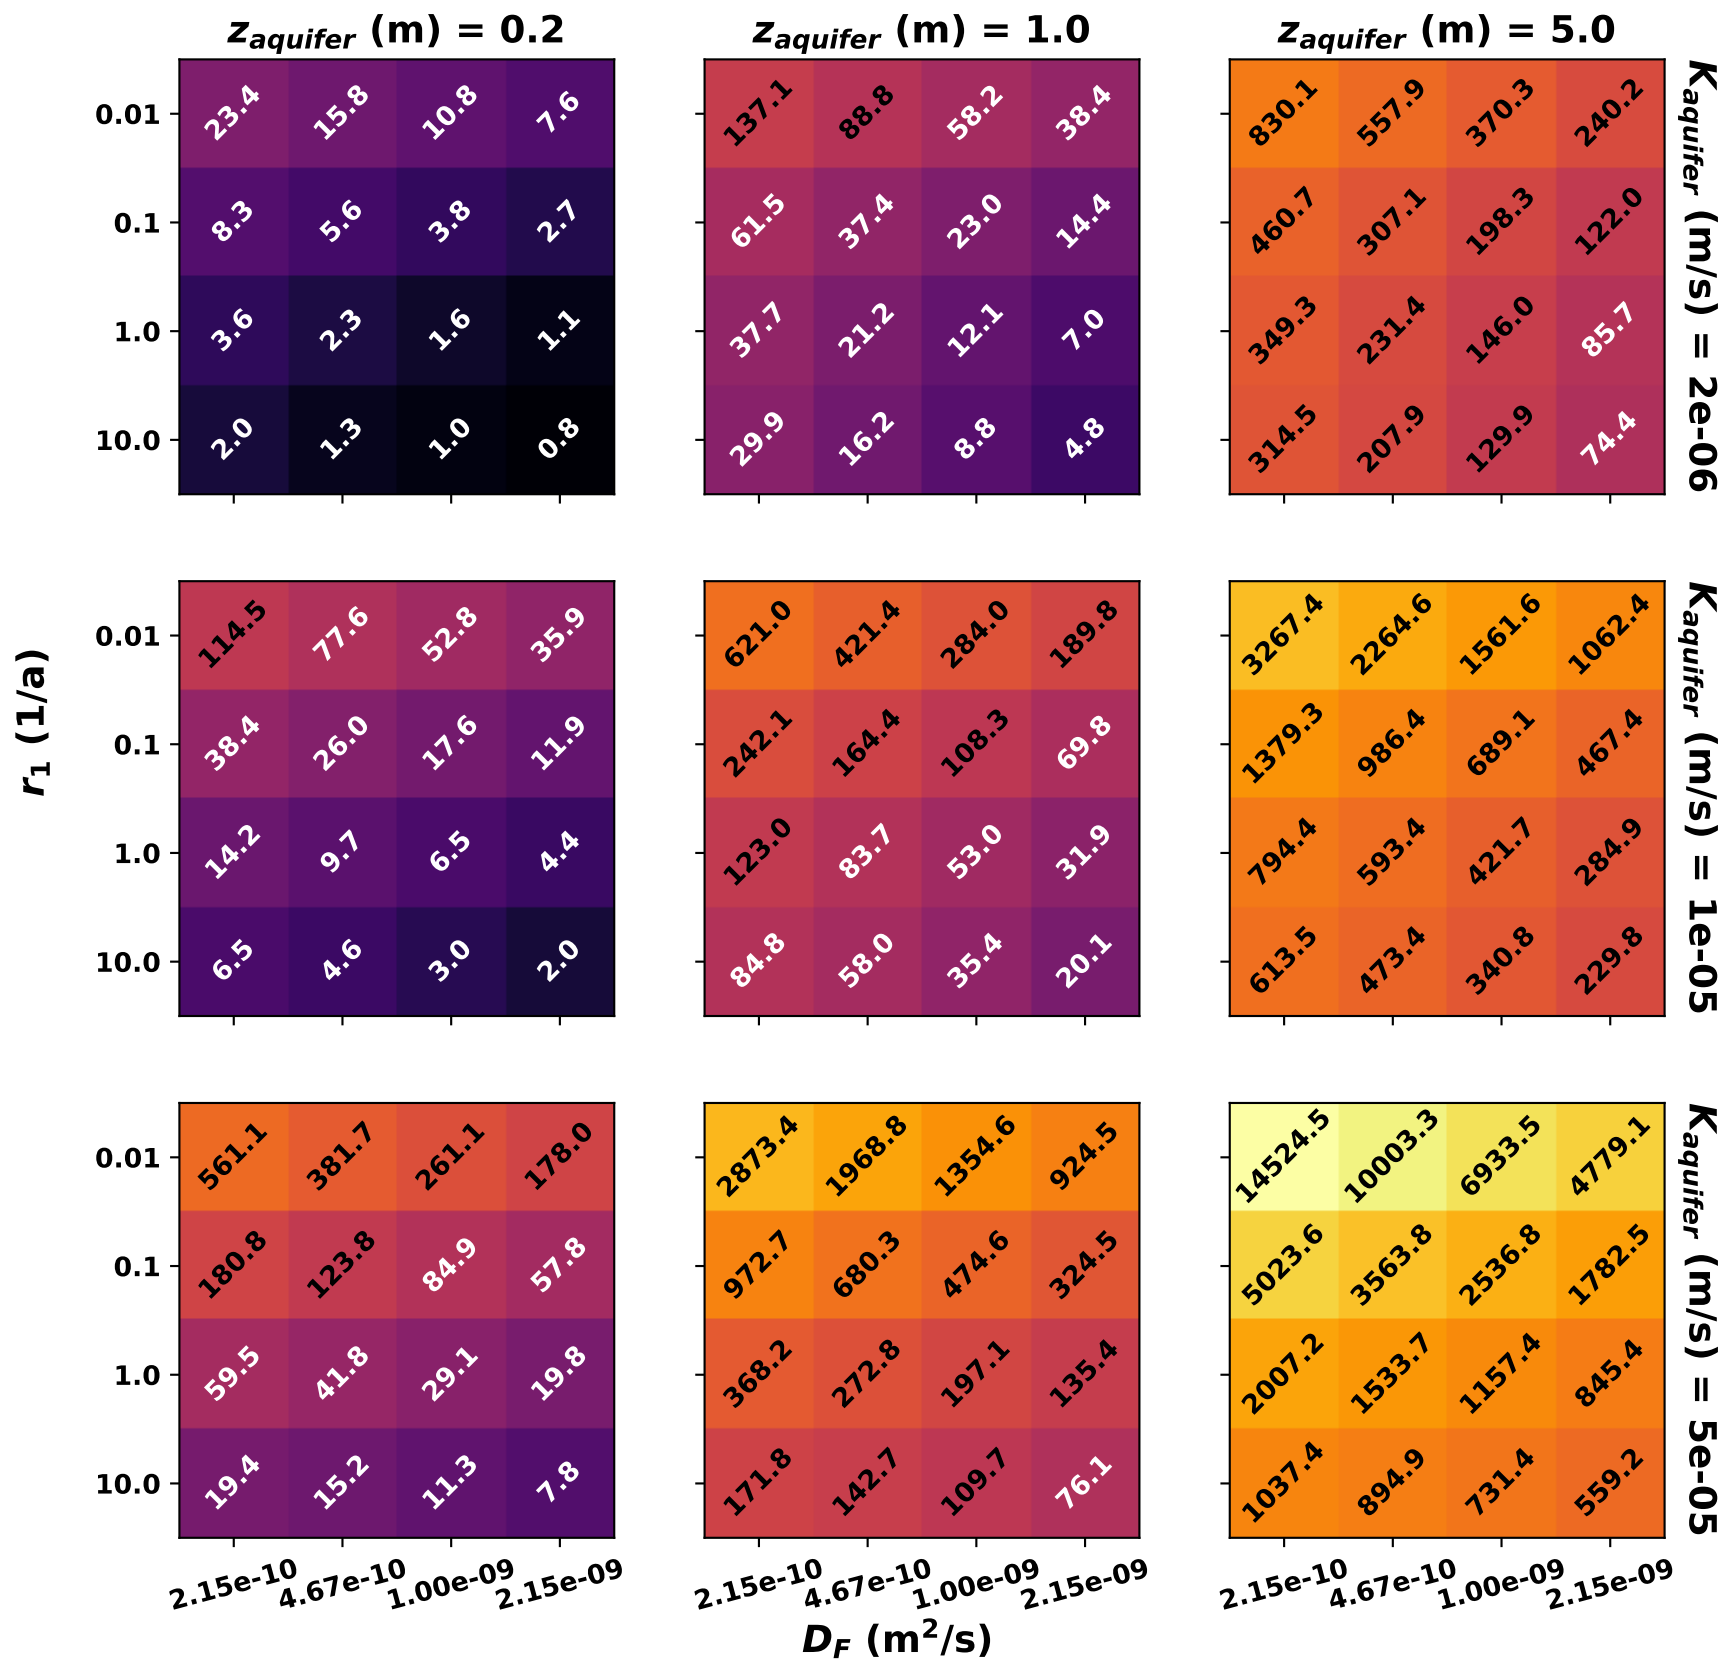 z_aquifer (m) = 0.2 z_aquifer (m) = 1.0 z_aquifer (m) = 5.0
0.01 23.4 15.8 10.8 7.6 137.1 88.8 58.2 38.4 830.1 557.9 370.3 240.2
0.1 8.3 5.6 3.8 2.7 61.5 37.4 23.0 14.4 460.7 307.1 198.3 122.0
1.0 3.6 2.3 1.6 1.1 37.7 21.2 12.1 7.0 349.3 231.4 146.0 85.7
10.0 2.0 1.3 1.0 0.8 29.9 16.2 8.8 4.8 314.5 207.9 129.9 74.4
K_aquifer (m/s) = 2e-06
r_1 (1/a)
0.01 114.5 77.6 52.8 35.9 621.0 421.4 284.0 189.8 3267.4 2264.6 1561.6 1062.4
0.1 38.4 26.0 17.6 11.9 242.1 164.4 108.3 69.8 1379.3 986.4 689.1 467.4
1.0 14.2 9.7 6.5 4.4 123.0 83.7 53.0 31.9 794.4 593.4 421.7 284.9
10.0 6.5 4.6 3.0 2.0 84.8 58.0 35.4 20.1 613.5 473.4 340.8 229.8
K_aquifer (m/s) = 1e-05
0.01 561.1 381.7 261.1 178.0 2873.4 1968.8 1354.6 924.5 14524.5 10003.3 6933.5 4779.1
0.1 180.8 123.8 84.9 57.8 972.7 680.3 474.6 324.5 5023.6 3563.8 2536.8 1782.5
1.0 59.5 41.8 29.1 19.8 368.2 272.8 197.1 135.4 2007.2 1533.7 1157.4 845.4
10.0 19.4 15.2 11.3 7.8 171.8 142.7 109.7 76.1 1037.4 894.9 731.4 559.2
K_aquifer (m/s) = 5e-05
2.15e-10 4.67e-10 1.00e-09 2.15e-09 2.15e-10 4.67e-10 1.00e-09 2.15e-09 2.15e-10 4.67e-10 1.00e-09 2.15e-09
D_F (m²/s)